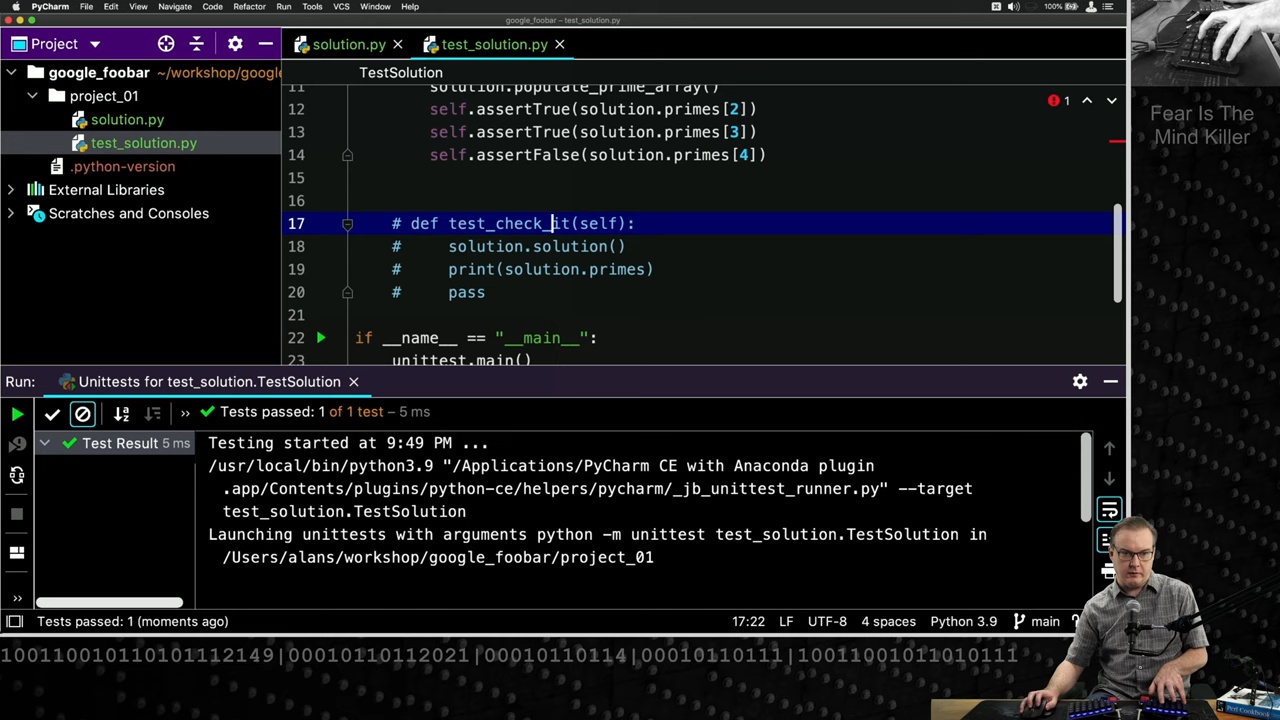 PyCharm File Edit View Navigate Code Refactor Run Tools VCS Window Help 100%
google_foobar – test_solution.py
Project
solution.py
test_solution.py
google_foobar ~/workshop/google
project_01
solution.py
test_solution.py
.python-version
External Libraries
Scratches and Consoles
TestSolution
1
11 solution.populate_prime_array()
12 self.assertTrue(solution.primes[2])
13 self.assertTrue(solution.primes[3])
14 self.assertFalse(solution.primes[4])
15
16
17 # def test_check_it(self):
18 # solution.solution()
19 # print(solution.primes)
20 # pass
21
22 if __name__ == "__main__":
23 unittest.main()
Fear Is The
Mind Killer
Run: Unittests for test_solution.TestSolution
Tests passed: 1 of 1 test – 5 ms
Test Result 5 ms
Testing started at 9:49 PM ...
/usr/local/bin/python3.9 "/Applications/PyCharm CE with Anaconda plugin
.app/Contents/plugins/python-ce/helpers/pycharm/_jb_unittest_runner.py" --target
test_solution.TestSolution
Launching unittests with arguments python -m unittest test_solution.TestSolution in
/Users/alans/workshop/google_foobar/project_01
Tests passed: 1 (moments ago)
17:22 LF UTF-8 4 spaces Python 3.9 main
10011001101011112149|000101112021|00010110114|00010110111|100110011111
Perl Cookbook